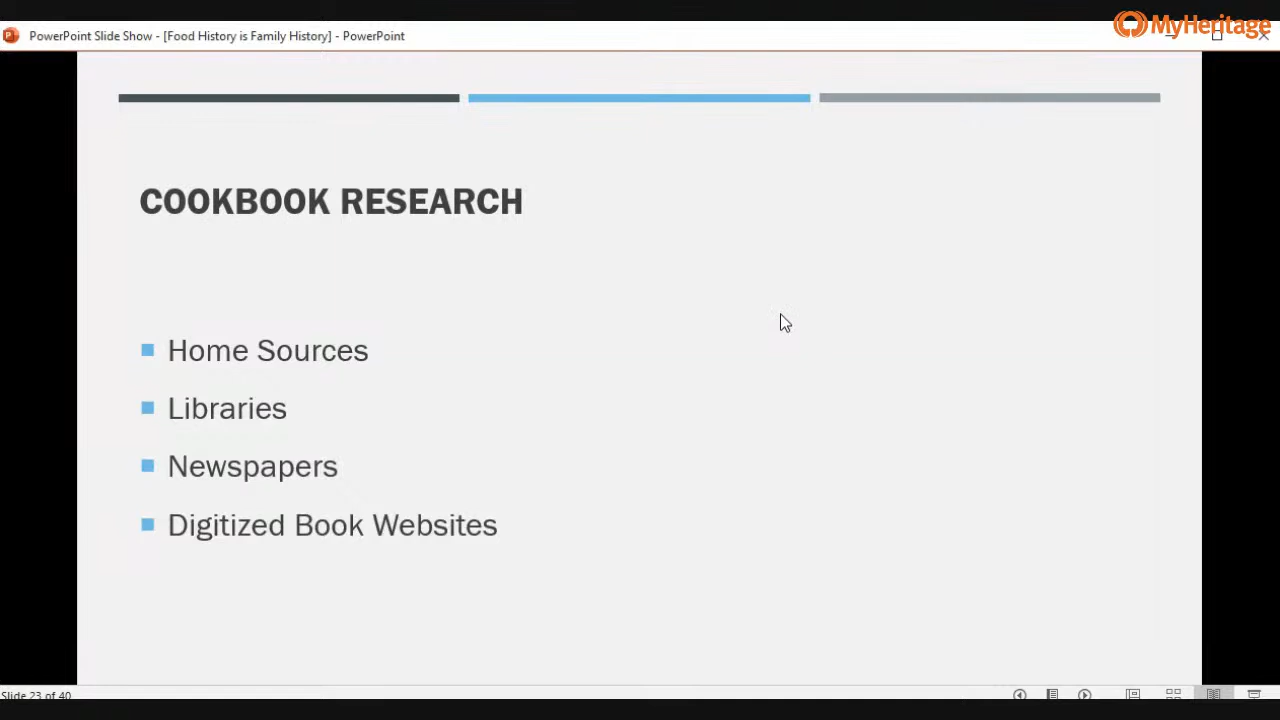 PowerPoint Slide Show - [Food History is Family History] - PowerPoint
MyHeritage
COOKBOOK RESEARCH
Home Sources
Libraries
Newspapers
Digitized Book Websites
Slide 23 of 40